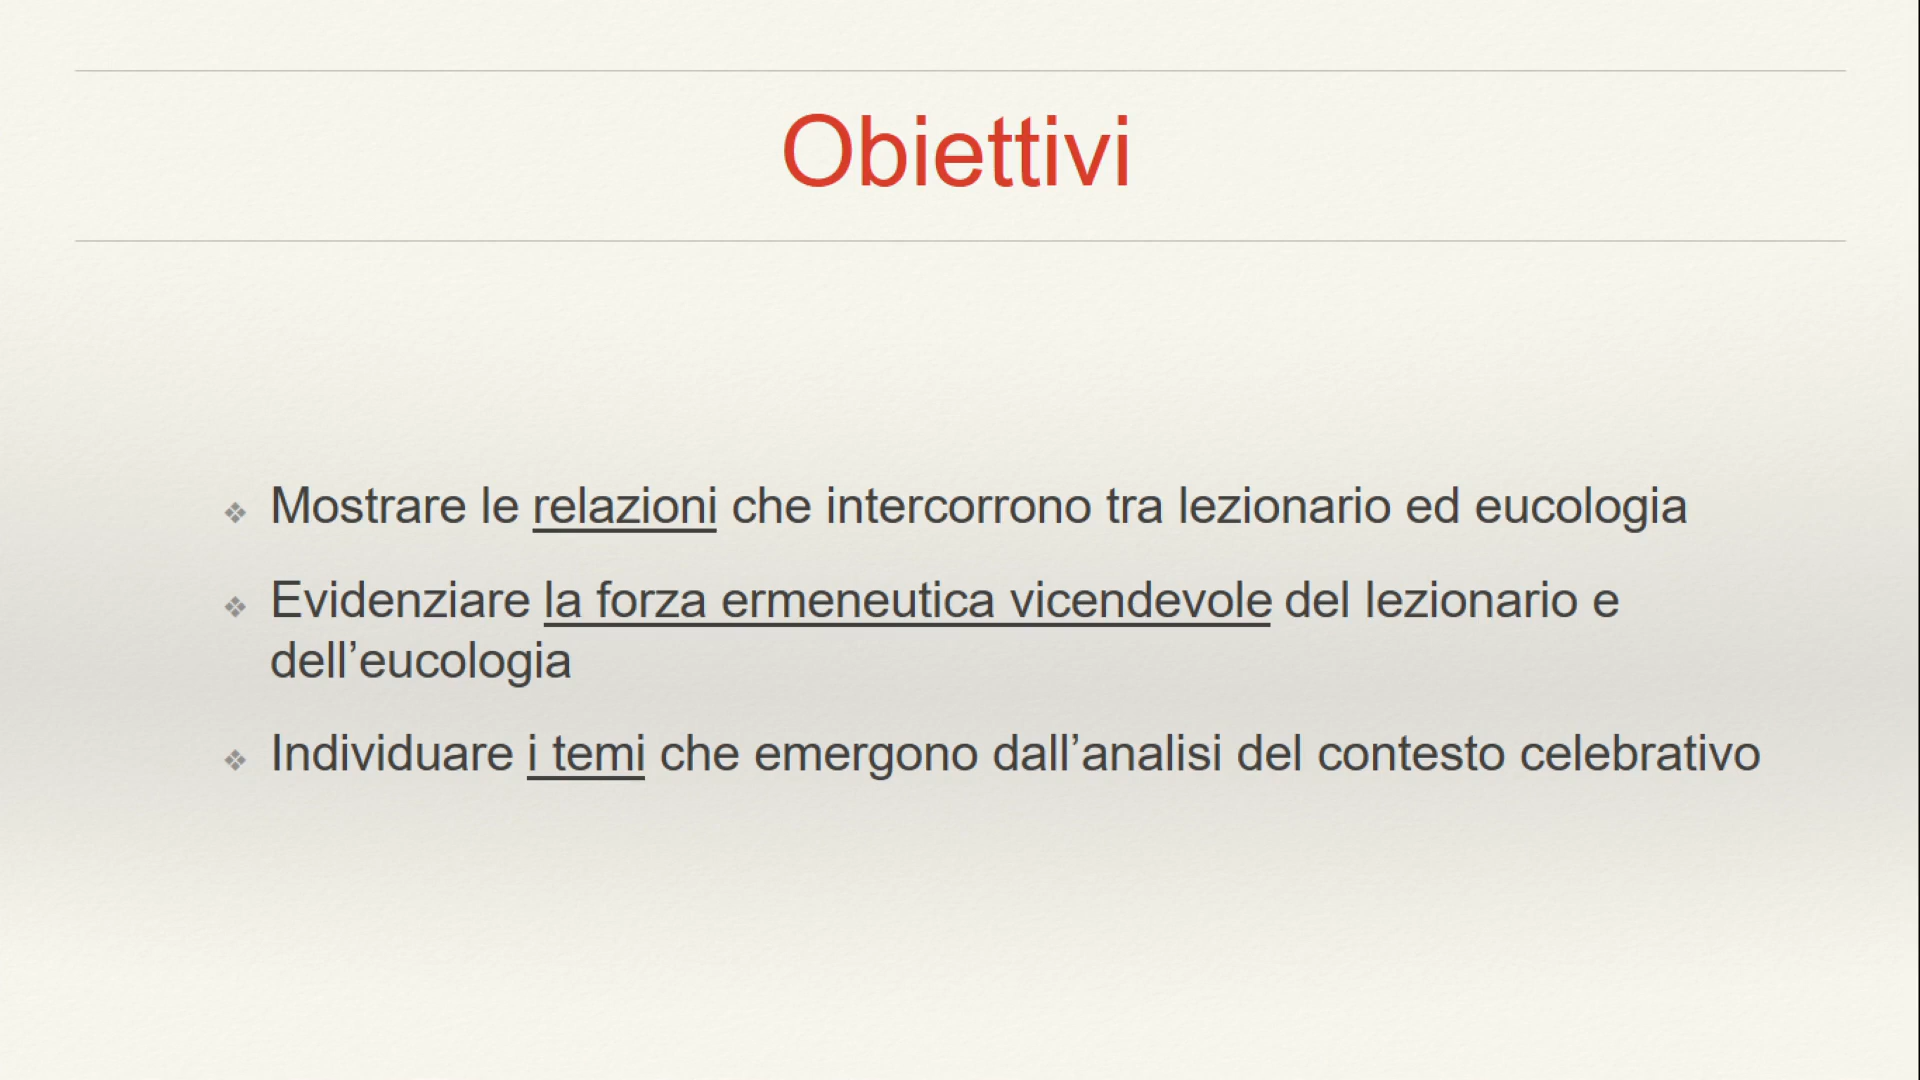 Obiettivi
❖ Mostrare le relazioni che intercorrono tra lezionario ed eucologia
❖ Evidenziare la forza ermeneutica vicendevole del lezionario e
dell’eucologia
❖ Individuare i temi che emergono dall’analisi del contesto celebrativo